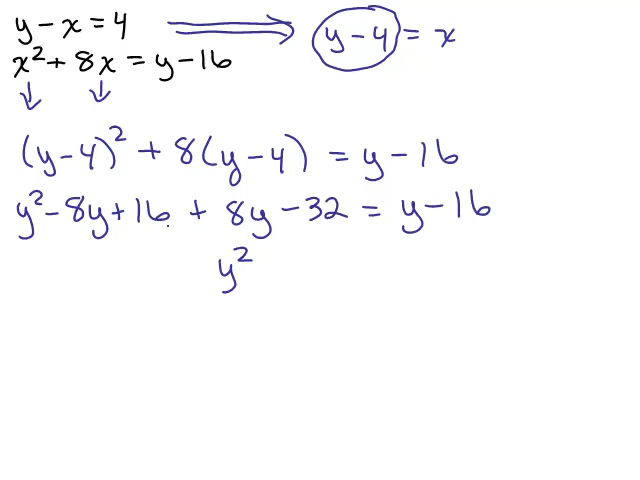 y - x = 4 ⟹ y - 4 = x
x² + 8x = y - 16
(y - 4)² + 8(y - 4) = y - 16
y² - 8y + 16 + 8y - 32 = y - 16
y²